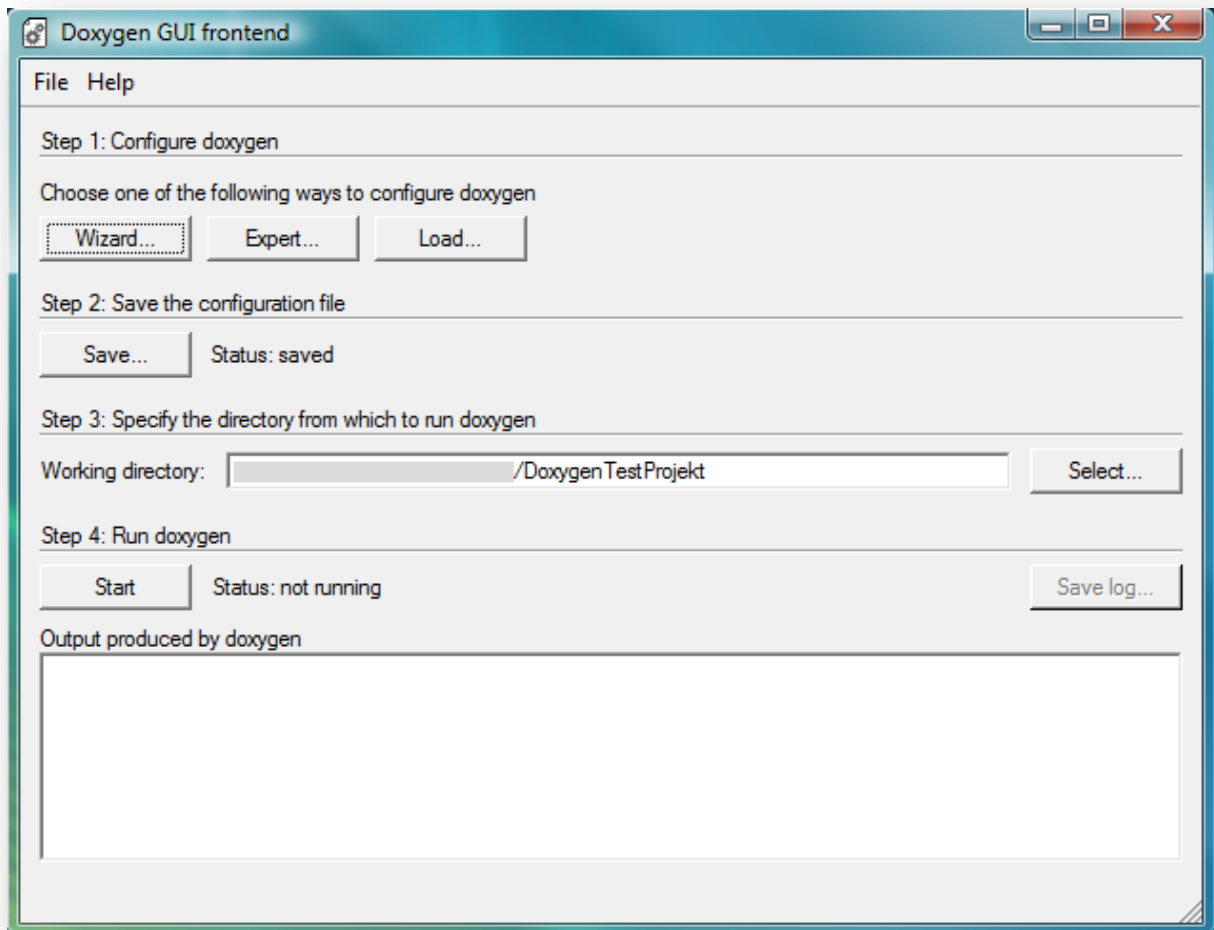 Doxygen GUI frontend
File Help
Step 1: Configure doxygen
Choose one of the following ways to configure doxygen
Wizard... Expert... Load...
Step 2: Save the configuration file
Save... Status: saved
Step 3: Specify the directory from which to run doxygen
Working directory: /DoxygenTestProjekt Select...
Step 4: Run doxygen
Start Status: not running Save log...
Output produced by doxygen